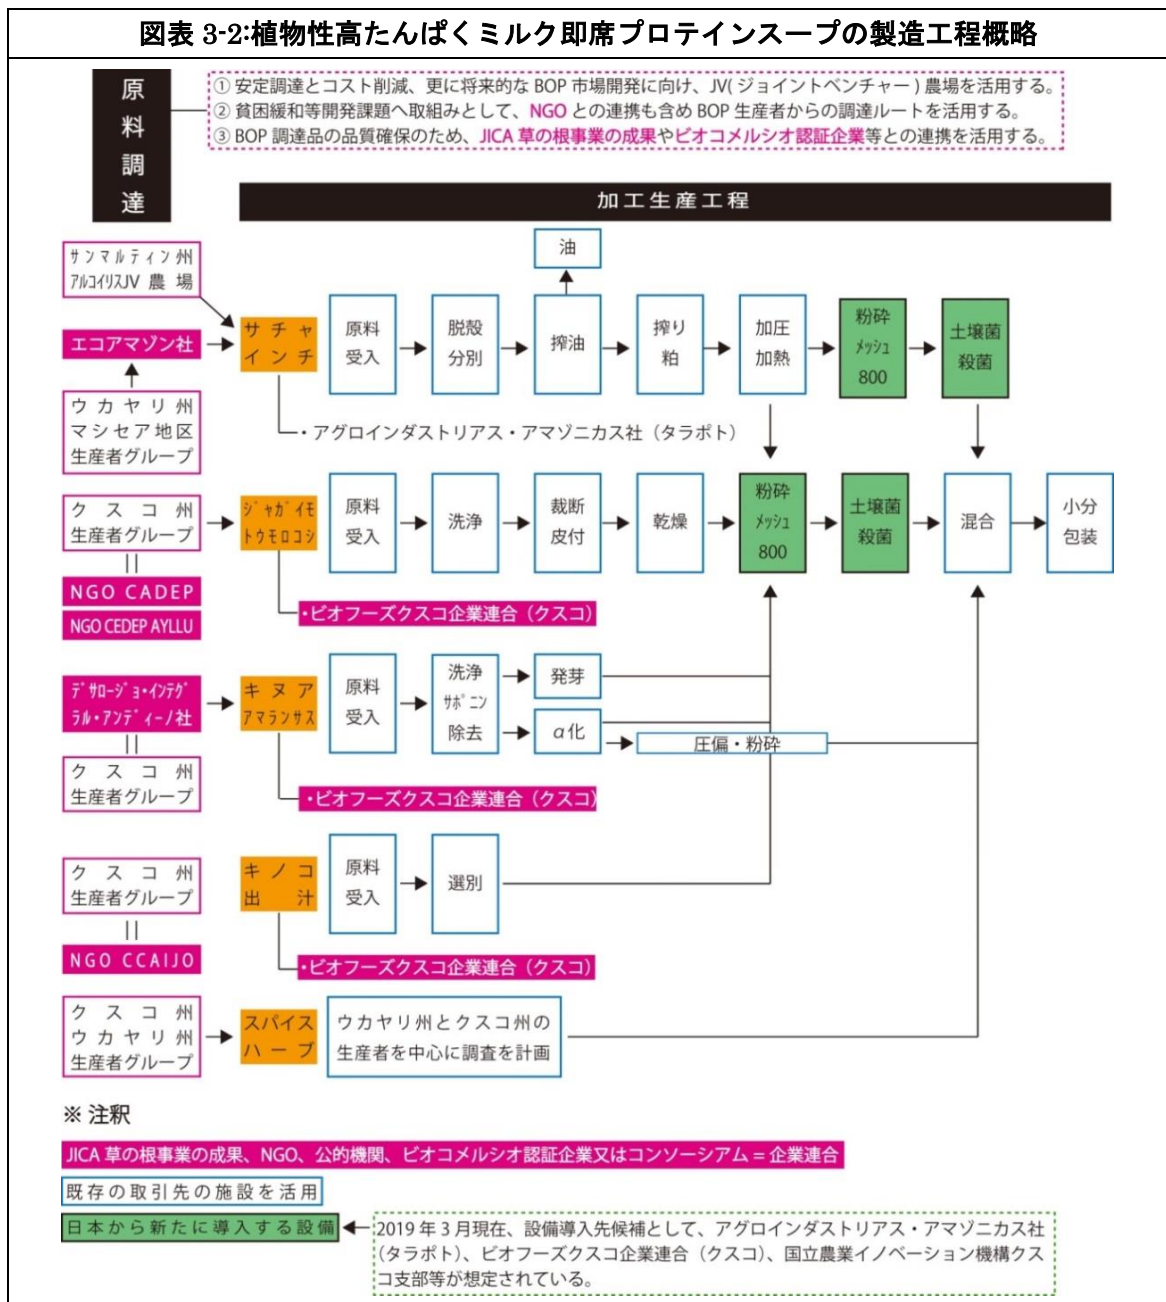 図表 3-2:植物性高たんぱくミルク即席プロテインスープの製造工程概略
原
料
調
達
① 安定調達とコスト削減、更に将来的な BOP 市場開発に向け、JV( ジョイントベンチャー ) 農場を活用する。
② 貧困緩和等開発課題へ取組みとして、NGO との連携も含め BOP 生産者からの調達ルートを活用する。
③ BOP 調達品の品質確保のため、JICA 草の根事業の成果やビオコメルシオ認証企業等との連携を活用する。
加工生産工程
サンマルティン州
アルコイリスJV 農場
エコアマゾン社
ウカヤリ州
マシセア地区
生産者グループ
サチャ
インチ
原料
受入
脱殻
分別
油
搾油
搾り
粕
加圧
加熱
粉砕
メッシュ
800
土壌菌
殺菌
・アグロインダストリアス・アマゾニカス社(タラポト)
クスコ州
生産者グループ
NGO CADEP
NGO CEDEP AYLLU
ジャガイモ
トウモロコシ
原料
受入
洗浄
裁断
皮付
乾燥
粉砕
メッシュ
800
土壌菌
殺菌
混合
小分
包装
・ビオフーズクスコ企業連合(クスコ)
デサロージョ・インテグ
ラル・アンディーノ社
クスコ州
生産者グループ
キヌア
アマランサス
原料
受入
洗浄
サポニン
除去
発芽
α化
圧偏・粉砕
・ビオフーズクスコ企業連合(クスコ)
クスコ州
生産者グループ
NGO CCAIJO
キノコ
出汁
原料
受入
選別
・ビオフーズクスコ企業連合(クスコ)
クスコ州
ウカヤリ州
生産者グループ
スパイス
ハーブ
ウカヤリ州とクスコ州の
生産者を中心に調査を計画
※ 注釈
JICA 草の根事業の成果、NGO、公的機関、ビオコメルシオ認証企業又はコンソーシアム = 企業連合
既存の取引先の施設を活用
日本から新たに導入する設備
2019 年 3 月現在、設備導入先候補として、アグロインダストリアス・アマゾニカス社
(タラポト)、ビオフーズクスコ企業連合(クスコ)、国立農業イノベーション機構クス
コ支部等が想定されている。